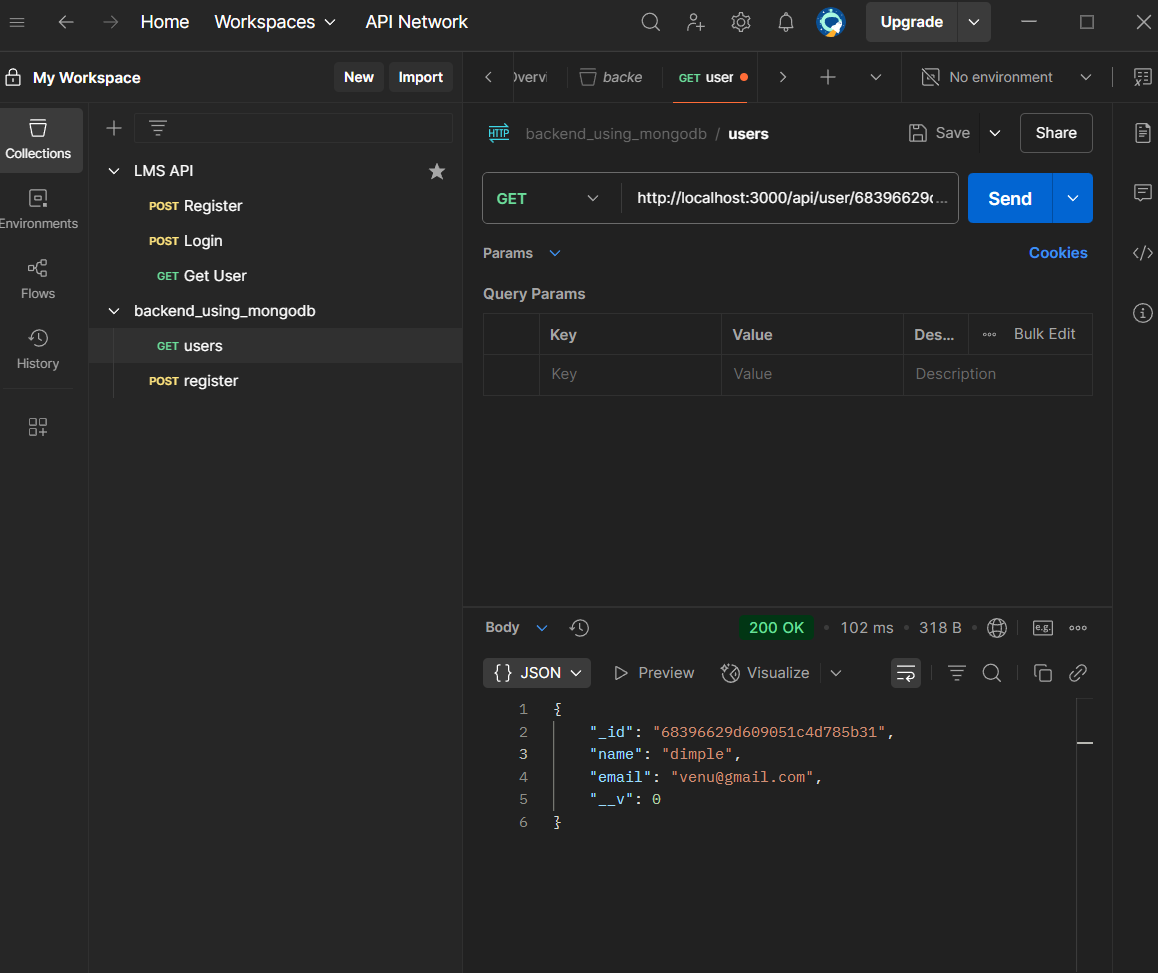 Home Workspaces API Network Upgrade
My Workspace New Import
backe GET user No environment
Collections
Environments
Flows
History
LMS API
POST Register
POST Login
GET Get User
backend_using_mongodb
GET users
POST register
HTTP backend_using_mongodb / users Save Share
GET http://localhost:3000/api/user/68396629... Send
Params Cookies
Query Params
Key Value Des... Bulk Edit
Key Value Description
Body 200 OK 102 ms 318 B e.g.
{ } JSON Preview Visualize
1 {
2 "_id": "68396629d609051c4d785b31",
3 "name": "dimple",
4 "email": "venu@gmail.com",
5 "__v": 0
6 }